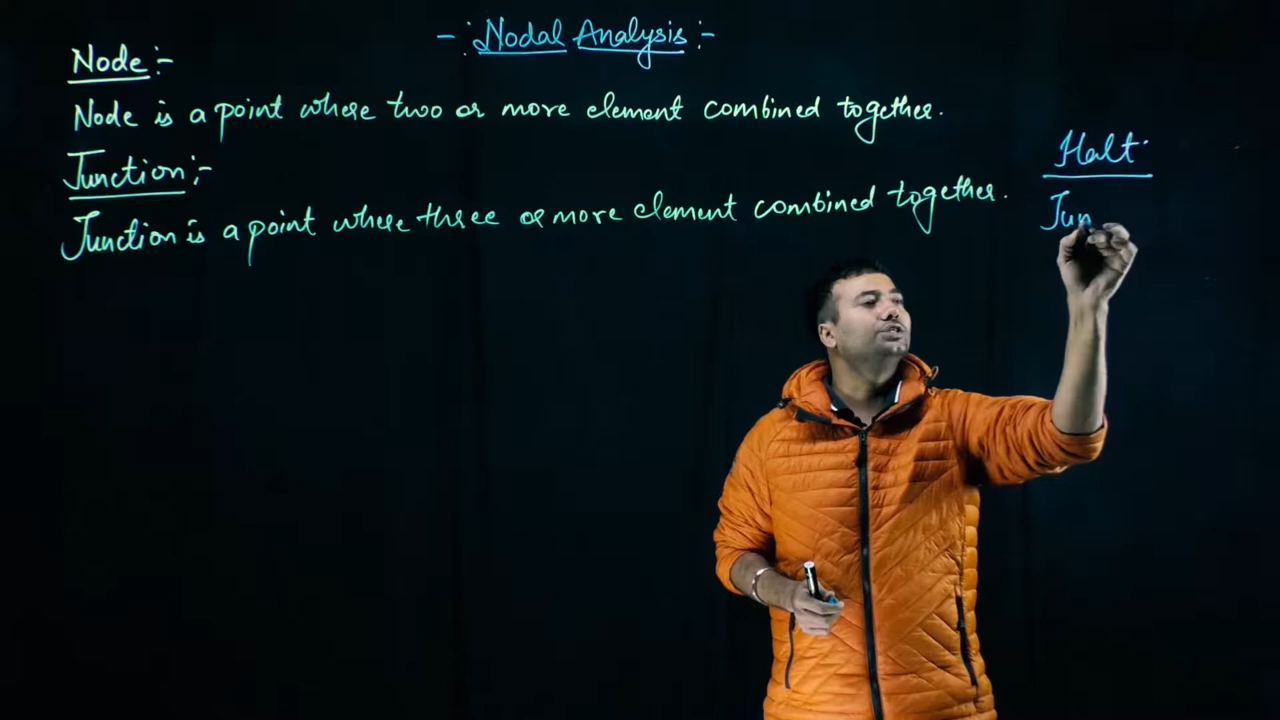 - : Nodal Analysis :-
Node :-
Node is a point where two or more element combined together.
Junction :-
Junction is a point where three or more element combined together.
Halt
Jun